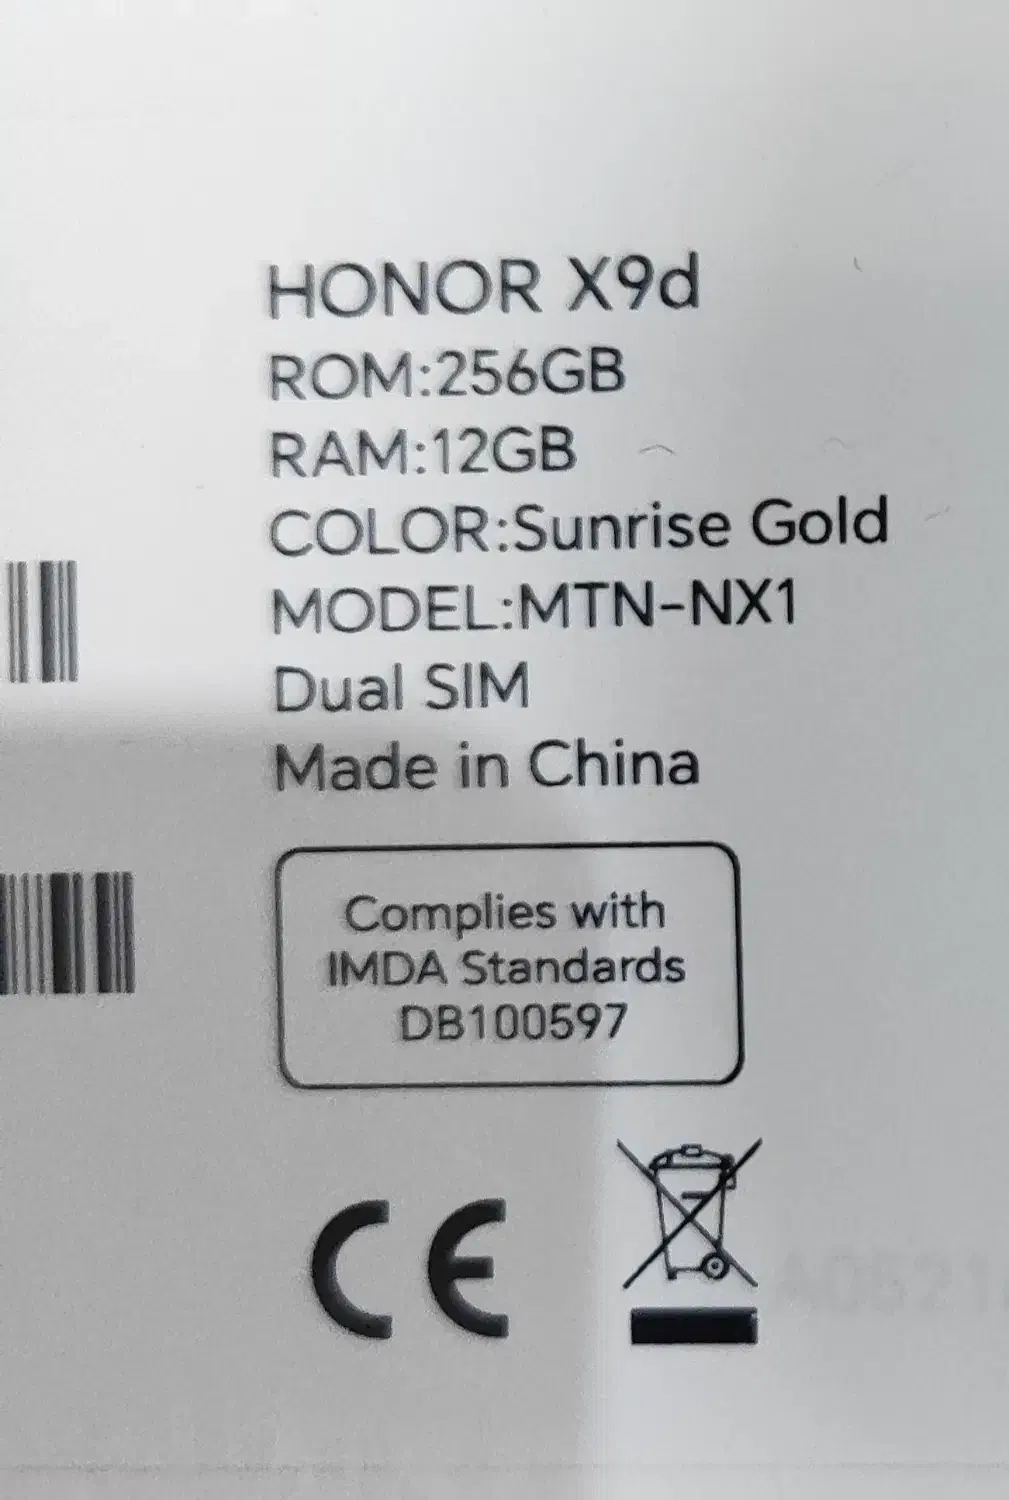 HONOR X9d
ROM:256GB
RAM:12GB
COLOR:Sunrise Gold
MODEL:MTN-NX1
Dual SIM
Made in China
Complies with
IMDA Standards
DB100597
CE